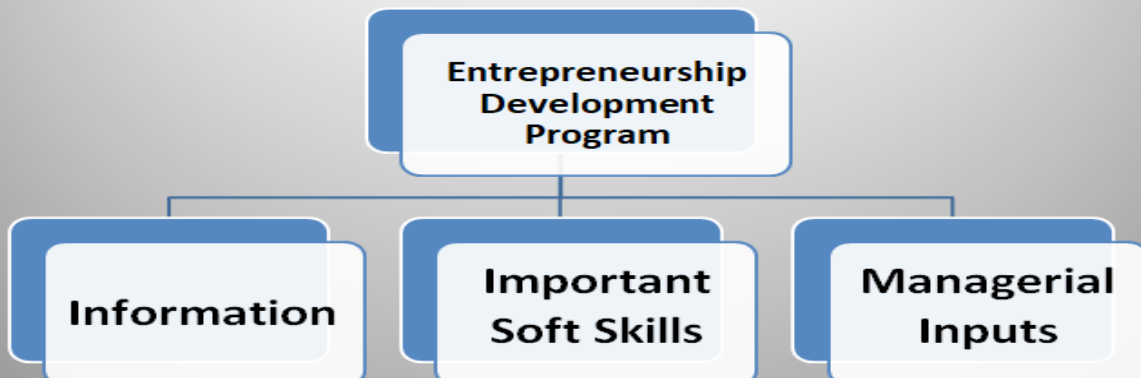 Entrepreneurship
Development
Program
Information
Important
Soft Skills
Managerial
Inputs